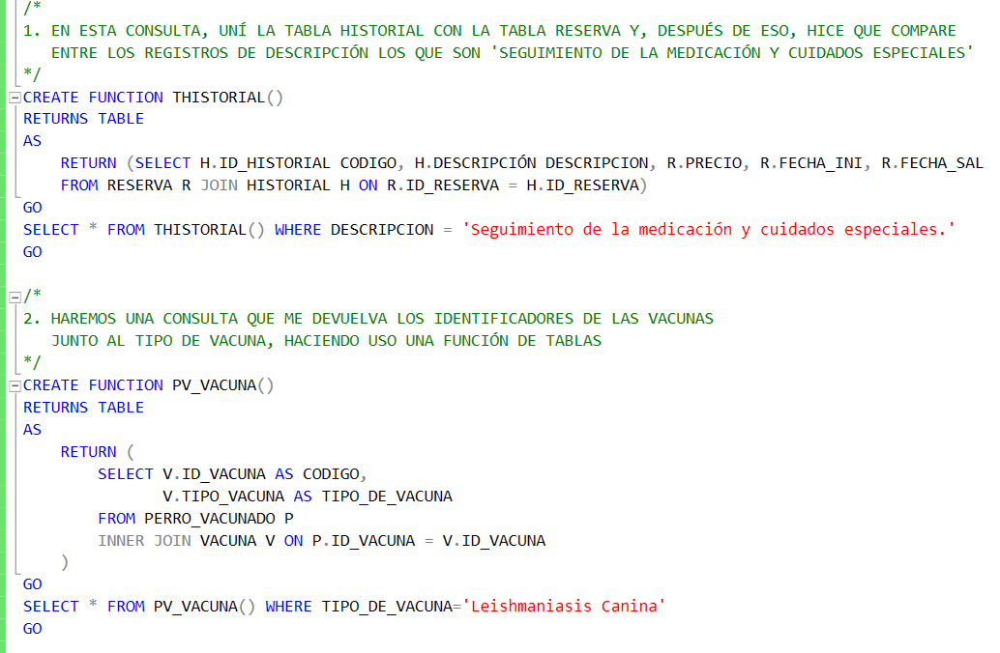 /*
1. EN ESTA CONSULTA, UNÍ LA TABLA HISTORIAL CON LA TABLA RESERVA Y, DESPUÉS DE ESO, HICE QUE COMPARE
   ENTRE LOS REGISTROS DE DESCRIPCIÓN LOS QUE SON 'SEGUIMIENTO DE LA MEDICACIÓN Y CUIDADOS ESPECIALES'
*/
CREATE FUNCTION THISTORIAL()
RETURNS TABLE
AS
    RETURN (SELECT H.ID_HISTORIAL CODIGO, H.DESCRIPCIÓN DESCRIPCION, R.PRECIO, R.FECHA_INI, R.FECHA_SAL
    FROM RESERVA R JOIN HISTORIAL H ON R.ID_RESERVA = H.ID_RESERVA)
GO
SELECT * FROM THISTORIAL() WHERE DESCRIPCION = 'Seguimiento de la medicación y cuidados especiales.'
GO
/*
2. HAREMOS UNA CONSULTA QUE ME DEVUELVA LOS IDENTIFICADORES DE LAS VACUNAS
   JUNTO AL TIPO DE VACUNA, HACIENDO USO UNA FUNCIÓN DE TABLAS
*/
CREATE FUNCTION PV_VACUNA()
RETURNS TABLE
AS
    RETURN (
        SELECT V.ID_VACUNA AS CODIGO,
               V.TIPO_VACUNA AS TIPO_DE_VACUNA
        FROM PERRO_VACUNADO P
        INNER JOIN VACUNA V ON P.ID_VACUNA = V.ID_VACUNA
    )
GO
SELECT * FROM PV_VACUNA() WHERE TIPO_DE_VACUNA='Leishmaniasis Canina'
GO